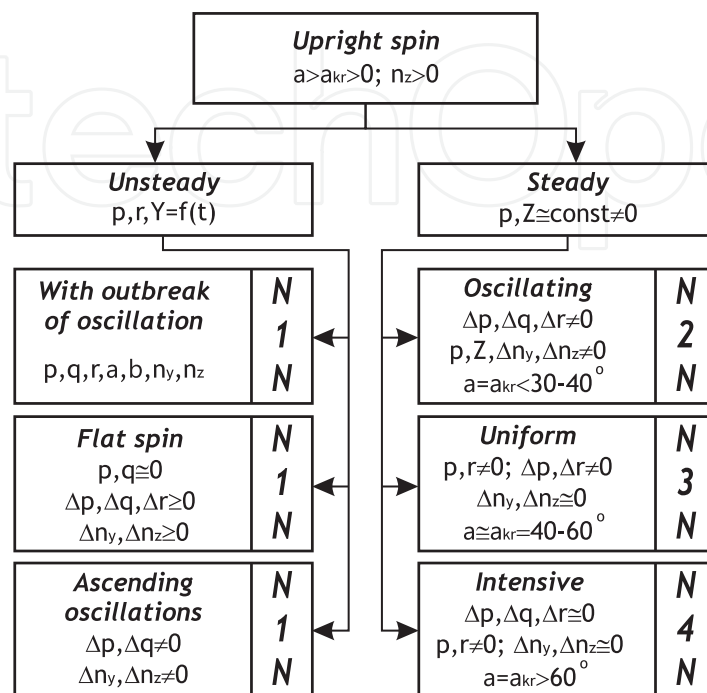 Upright spin
a>akr>0; nz>0
Unsteady
p,r,Y=f(t)
Steady
p,Z≅const≠0
With outbreak
of oscillation
p,q,r,a,b,ny,nz
N
1
N
Oscillating
Δp,Δq,Δr≠0
p,Z,Δny,Δnz≠0
a=akr<30-40°
N
2
N
Flat spin
p,q≅0
Δp,Δq,Δr≥0
Δny,Δnz≥0
N
1
N
Uniform
p,r≠0; Δp,Δr≠0
Δny,Δnz≅0
a≅akr=40-60°
N
3
N
Ascending
oscillations
Δp,Δq≠0
Δny,Δnz≠0
N
1
N
Intensive
Δp,Δq,Δr≅0
p,r≠0; Δny,Δnz≅0
a=akr>60°
N
4
N